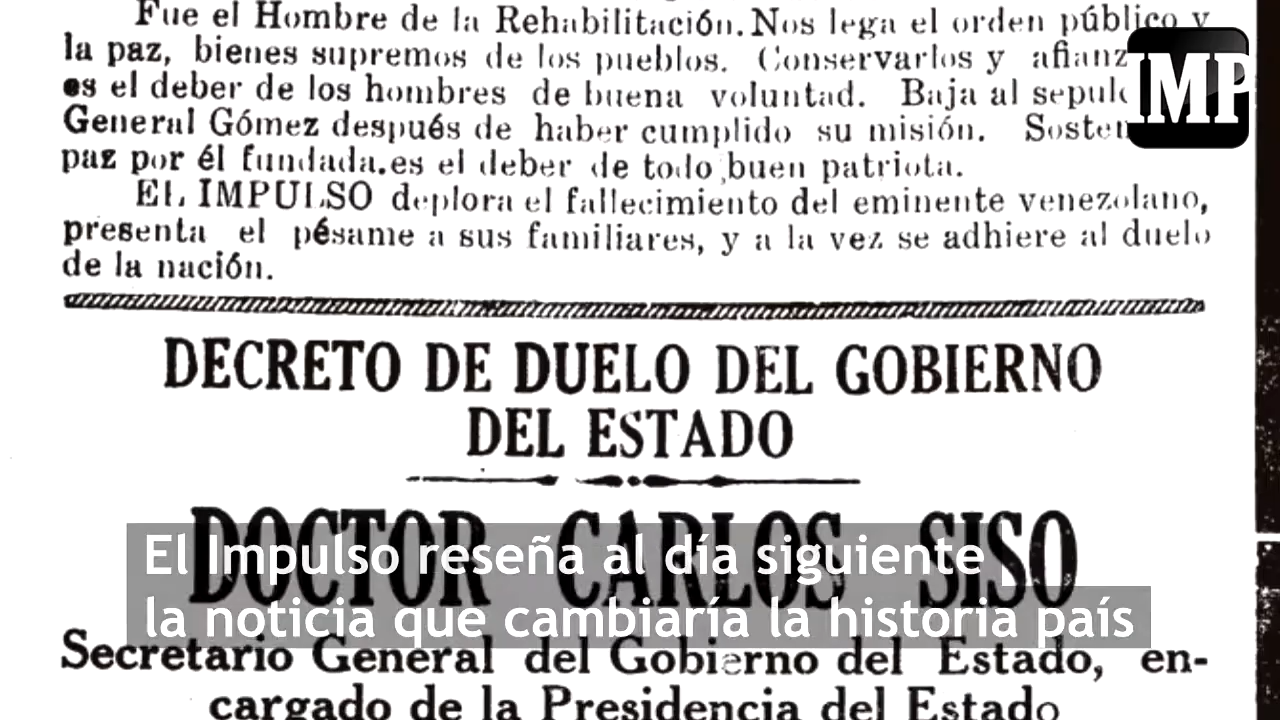 Fue el Hombre de la Rehabilitación. Nos lega el orden público y
la paz, bienes supremos de los pueblos. Conservarlos y
es el deber de los hombres de buena voluntad. Baja al
General Gómez después de haber cumplido su misión.
paz por él fundada. es el deber de todo buen patriota.
EL IMPULSO deplora el fallecimiento del eminente venezolano,
presenta el pésame a sus familiares, y a la vez se adhiere al duelo
de la nación.
DECRETO DE DUELO DEL GOBIERNO
DEL ESTADO
DOCTOR CARLOS SISO
El Impulso reseña al día siguiente
la noticia que cambiaría la historia país
Secretario General del Gobierno del Estado, en-
cargado de la Presidencia del Estado
IMP